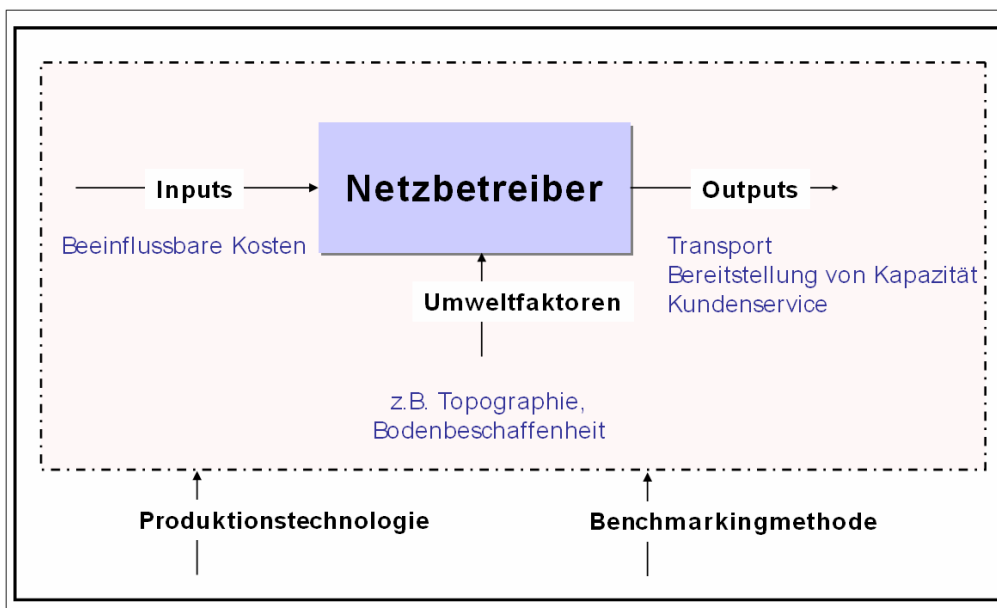 Inputs
Netzbetreiber
Outputs
Beeinflussbare Kosten
Transport
Bereitstellung von Kapazität
Kundenservice
Umweltfaktoren
z.B. Topographie,
Bodenbeschaffenheit
Produktionstechnologie
Benchmarkingmethode